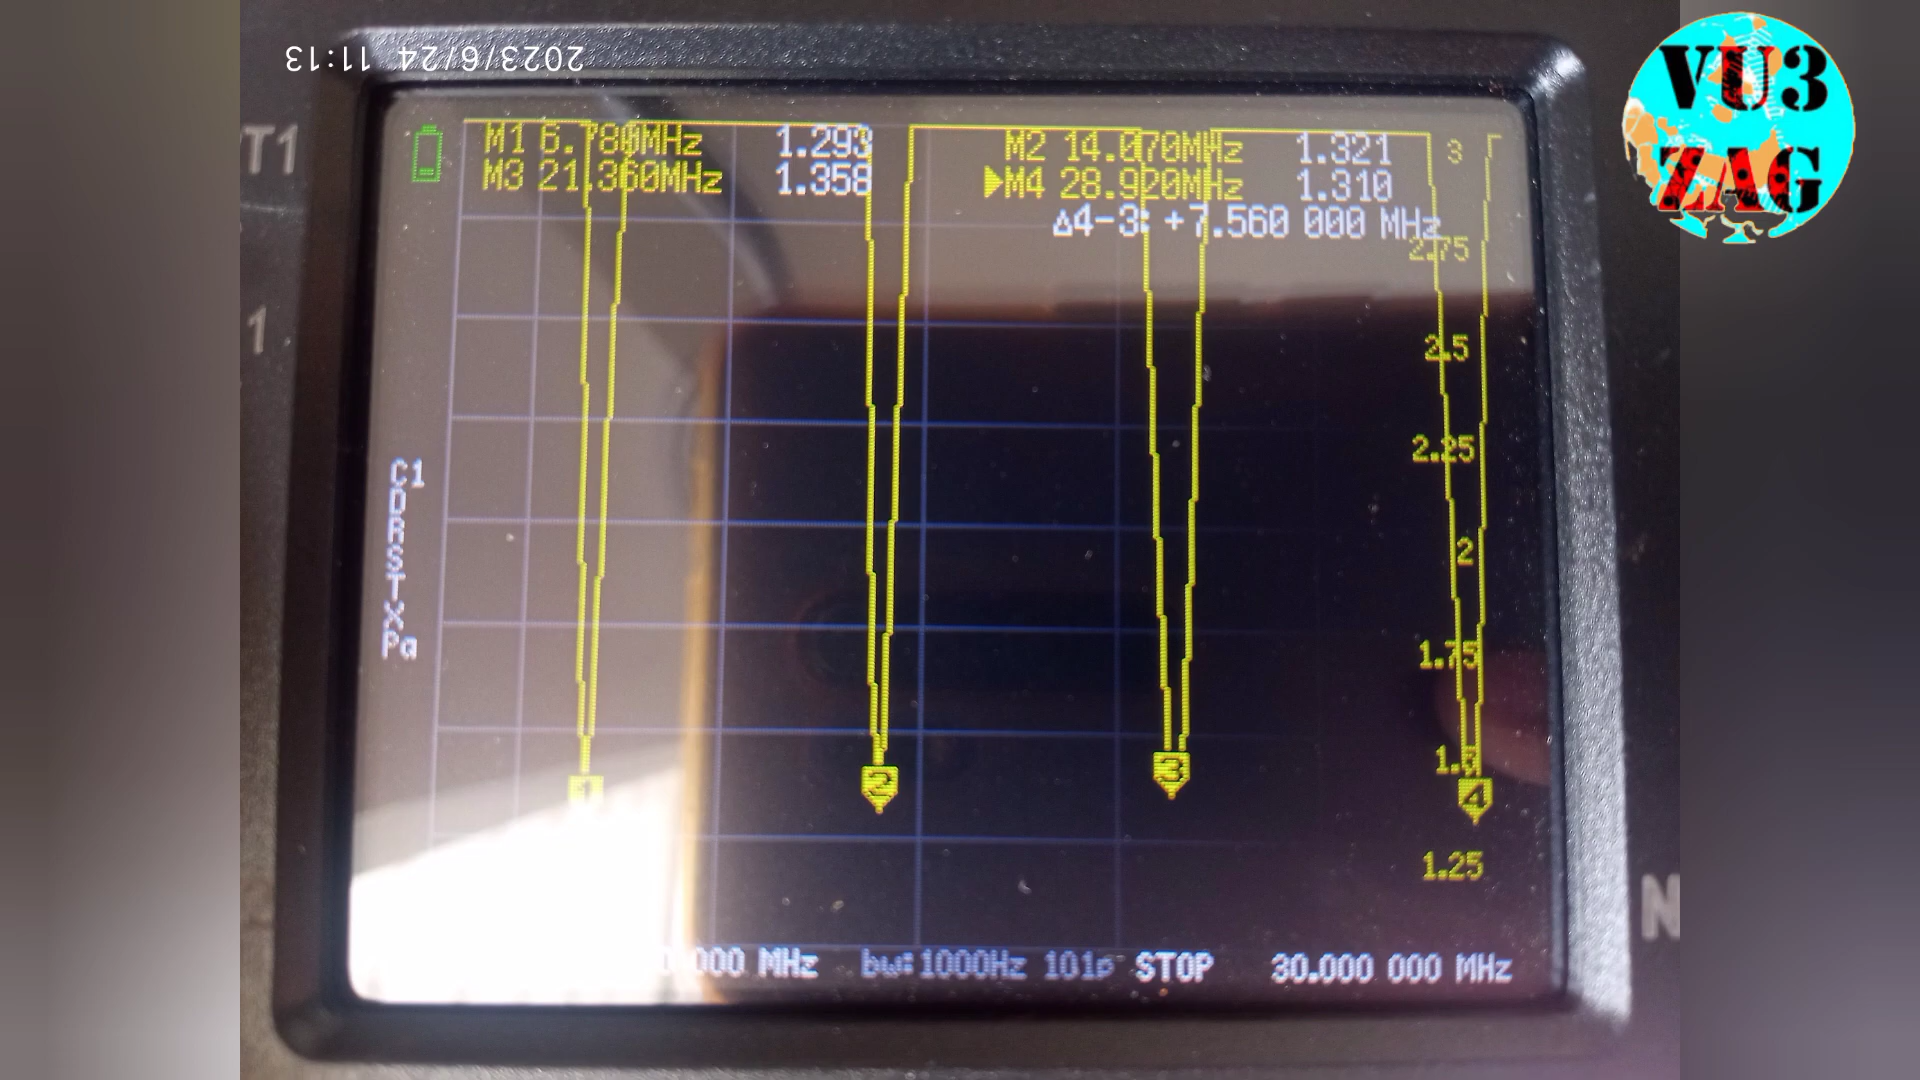 2023/6/24 11:13
VU3
ZAG
T1
1
M1 6.780MHz 1.293 M2 14.070MHz 1.321
M3 21.360MHz 1.358 ▶M4 28.920MHz 1.310
Δ4-3: +7.560 000 MHz
3
2.75
2.5
2.25
2
1.75
1.5
1.25
C1
D
R
S
T
X
Pa
000 MHz bw:1000Hz 101p STOP 30.000 000 MHz
1
2
3
4
N